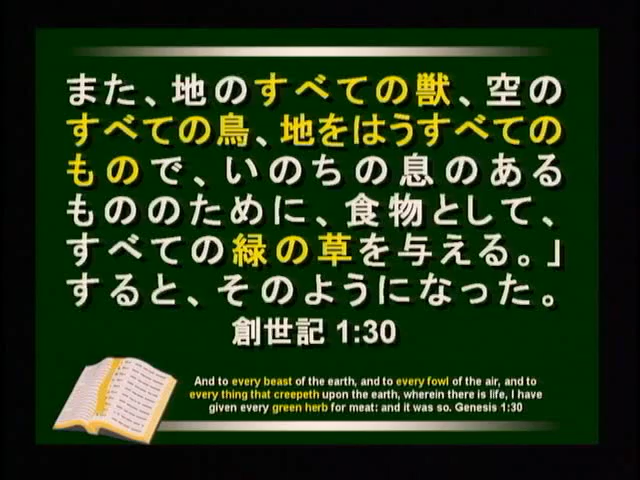 また、地のすべての獣、空の
すべての鳥、地をはうすべての
もので、いのちの息のある
もののために、食物として、
すべての緑の草を与える。」
すると、そのようになった。
創世記 1:30
And to every beast of the earth, and to every fowl of the air, and to
every thing that creepeth upon the earth, wherein there is life, I have
given every green herb for meat: and it was so. Genesis 1:30